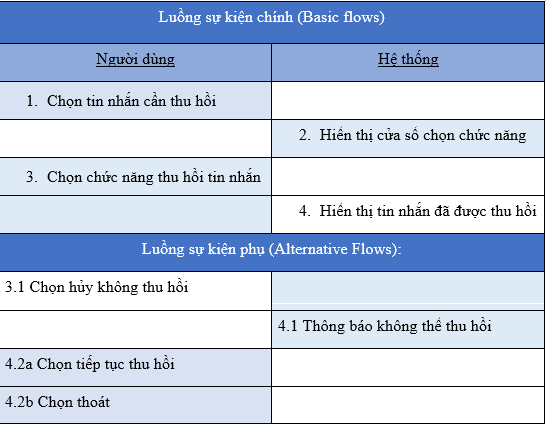 Luồng sự kiện chính (Basic flows)
Người dùng
Hệ thống
1. Chọn tin nhắn cần thu hồi
2. Hiển thị cửa sổ chọn chức năng
3. Chọn chức năng thu hồi tin nhắn
4. Hiển thị tin nhắn đã được thu hồi
Luồng sự kiện phụ (Alternative Flows):
3.1 Chọn hủy không thu hồi
4.1 Thông báo không thể thu hồi
4.2a Chọn tiếp tục thu hồi
4.2b Chọn thoát